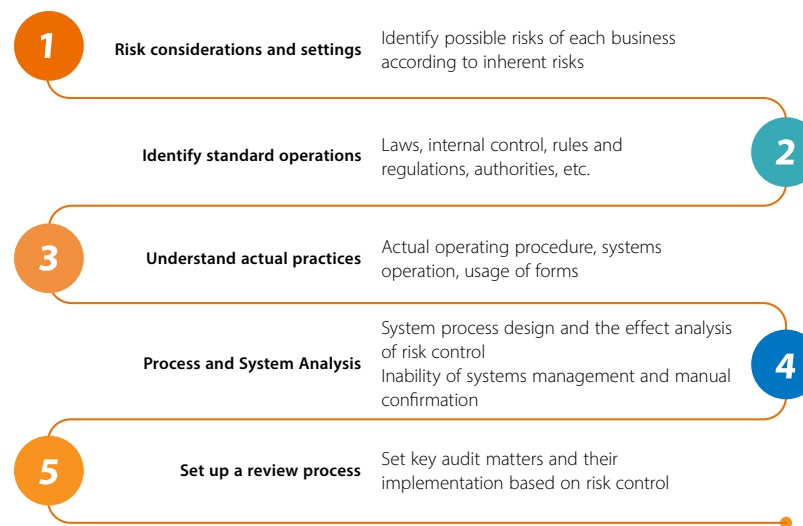 1
Risk considerations and settings
Identify possible risks of each business
according to inherent risks
Identify standard operations
Laws, internal control, rules and
regulations, authorities, etc.
2
3
Understand actual practices
Actual operating procedure, systems
operation, usage of forms
Process and System Analysis
System process design and the effect analysis
of risk control
Inability of systems management and manual
confirmation
4
5
Set up a review process
Set key audit matters and their
implementation based on risk control